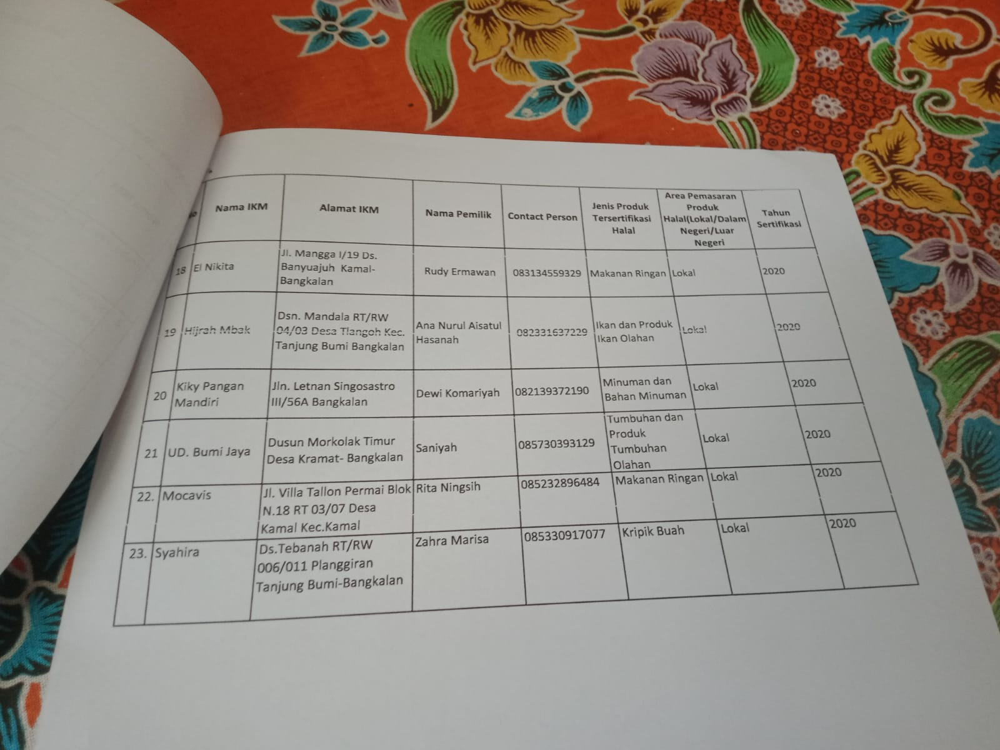 Nama IKM
Alamat IKM
Nama Pemilik
Contact Person
Jenis Produk
Tersertifikasi
Halal
Area Pemasaran
Produk
Halal(Lokal/Dalam
Negeri/Luar
Negeri
Tahun
Sertifikasi
18
El Nikita
Jl. Mangga I/19 Ds.
Banyuajuh Kamal-
Bangkalan
Rudy Ermawan
083134559329
Makanan Ringan
Lokal
2020
19
Hijrah Mbak
Dsn. Mandala RT/RW
04/03 Desa Tlangoh Kec.
Tanjung Bumi Bangkalan
Ana Nurul Aisatul
Hasanah
082331637229
Ikan dan Produk
Ikan Olahan
Lokal
2020
20
Kiky Pangan
Mandiri
Jln. Letnan Singosastro
III/56A Bangkalan
Dewi Komariyah
082139372190
Minuman dan
Bahan Minuman
Lokal
2020
21
UD. Bumi Jaya
Dusun Morkolak Timur
Desa Kramat- Bangkalan
Saniyah
085730393129
Tumbuhan dan
Produk
Tumbuhan
Olahan
Lokal
2020
22.
Mocavis
Jl. Villa Tallon Permai Blok
N.18 RT 03/07 Desa
Kamal Kec.Kamal
Rita Ningsih
085232896484
Makanan Ringan
Lokal
2020
23.
Syahira
Ds.Tebanah RT/RW
006/011 Planggiran
Tanjung Bumi-Bangkalan
Zahra Marisa
085330917077
Kripik Buah
Lokal
2020